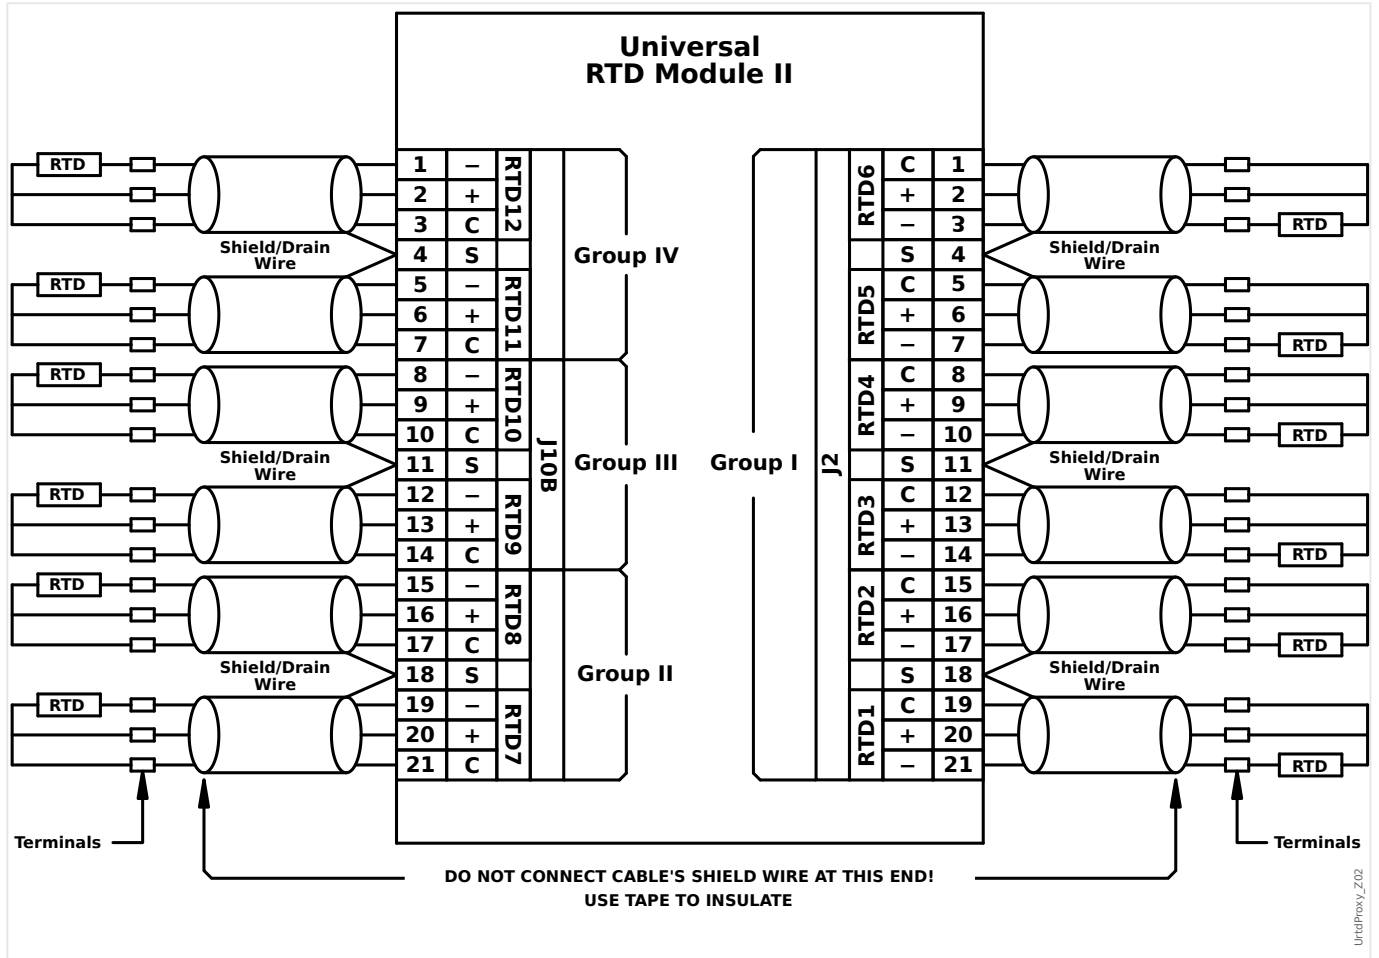 Universal
RTD Module II
RTD 1 − RTD12 C 1 RTD6
2 + + 2
3 C − 3 RTD
Shield/Drain
Wire
4 S Group IV S 4
Shield/Drain
Wire
RTD 5 − RTD11 C 5 RTD5
6 + + 6
7 C − 7 RTD
RTD 8 − RTD10 C 8 RTD4
9 + + 9
10 C − 10 RTD
Shield/Drain
Wire
11 S J10B Group III Group I J2 S 11
Shield/Drain
Wire
RTD 12 − RTD9 C 12 RTD3
13 + + 13
14 C − 14 RTD
RTD 15 − RTD8 C 15 RTD2
16 + + 16
17 C − 17 RTD
Shield/Drain
Wire
18 S Group II S 18
Shield/Drain
Wire
RTD 19 − RTD7 C 19 RTD1
20 + + 20
21 C − 21 RTD
Terminals
Terminals
DO NOT CONNECT CABLE'S SHIELD WIRE AT THIS END!
USE TAPE TO INSULATE
UrtdProxy_Z02